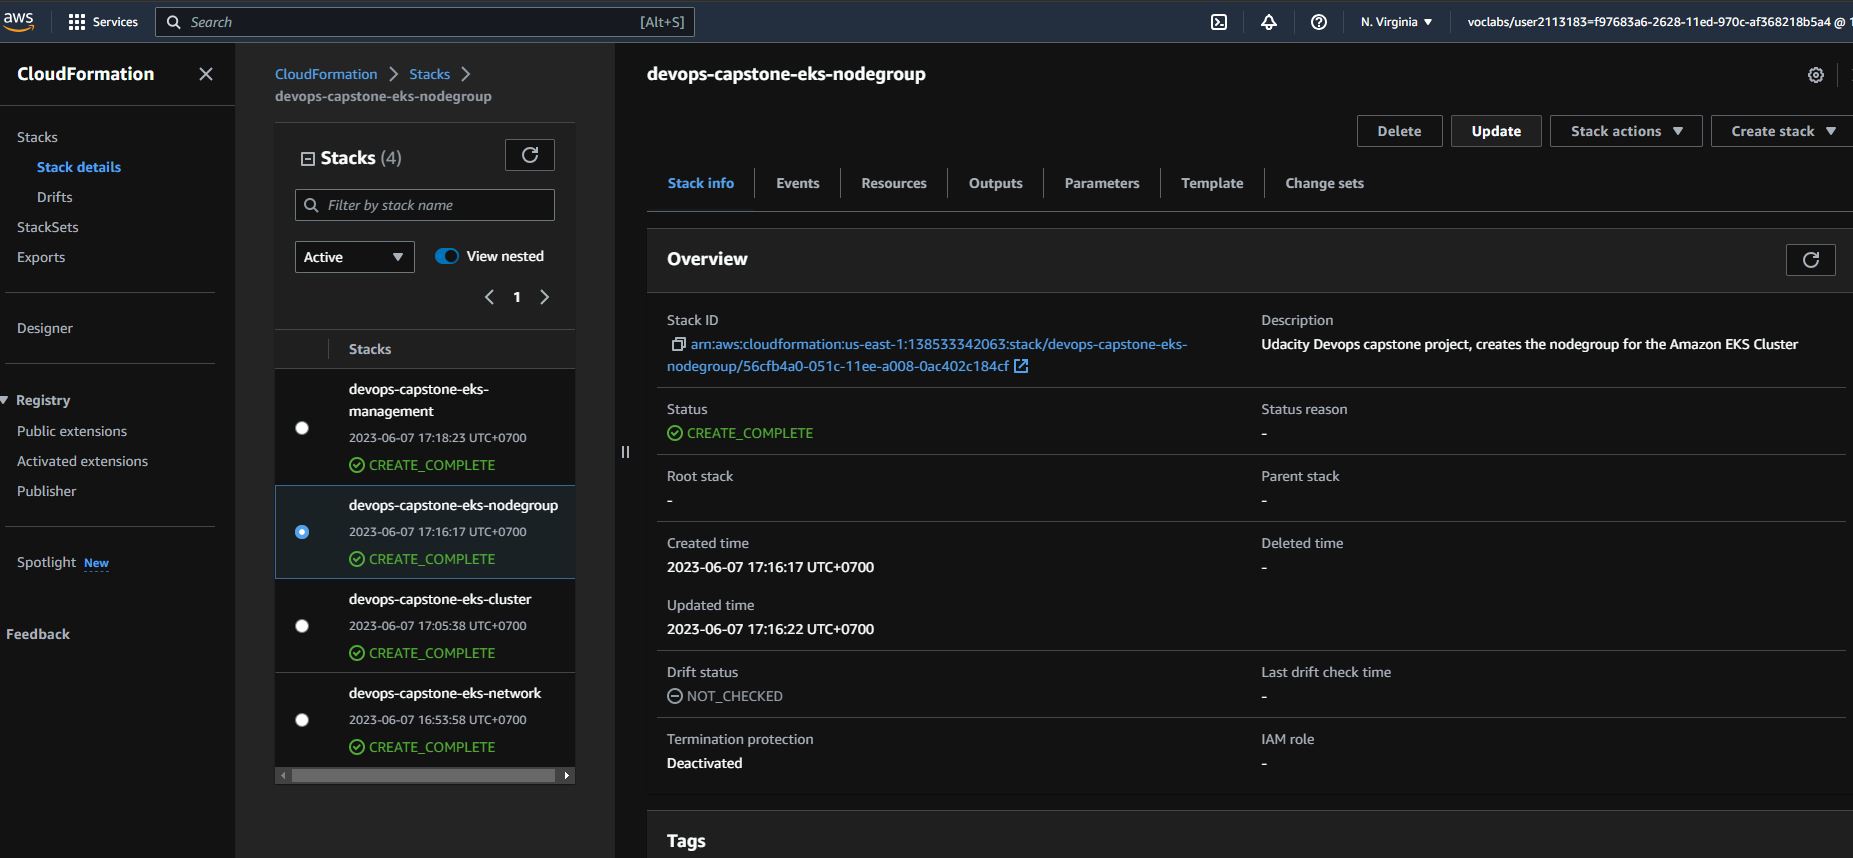 aws
Services
Search
[Alt+S]
N. Virginia
voclabs/user2113183=f97683a6-2628-11ed-970c-af368218b5a4 @ 1
CloudFormation
Stacks
Stack details
Drifts
StackSets
Exports
Designer
Registry
Public extensions
Activated extensions
Publisher
Spotlight New
Feedback
CloudFormation
Stacks
devops-capstone-eks-nodegroup
Stacks (4)
Filter by stack name
Active
View nested
1
Stacks
devops-capstone-eks-
management
2023-06-07 17:18:23 UTC+0700
CREATE_COMPLETE
devops-capstone-eks-nodegroup
2023-06-07 17:16:17 UTC+0700
CREATE_COMPLETE
devops-capstone-eks-cluster
2023-06-07 17:05:38 UTC+0700
CREATE_COMPLETE
devops-capstone-eks-network
2023-06-07 16:53:58 UTC+0700
CREATE_COMPLETE
devops-capstone-eks-nodegroup
Delete
Update
Stack actions
Create stack
Stack info
Events
Resources
Outputs
Parameters
Template
Change sets
Overview
Stack ID
arn:aws:cloudformation:us-east-1:138533342063:stack/devops-capstone-eks-
nodegroup/56cfb4a0-051c-11ee-a008-0ac402c184cf
Description
Udacity Devops capstone project, creates the nodegroup for the Amazon EKS Cluster
Status
CREATE_COMPLETE
Status reason
-
Root stack
-
Parent stack
-
Created time
2023-06-07 17:16:17 UTC+0700
Deleted time
-
Updated time
2023-06-07 17:16:22 UTC+0700
Drift status
NOT_CHECKED
Last drift check time
-
Termination protection
Deactivated
IAM role
-
Tags